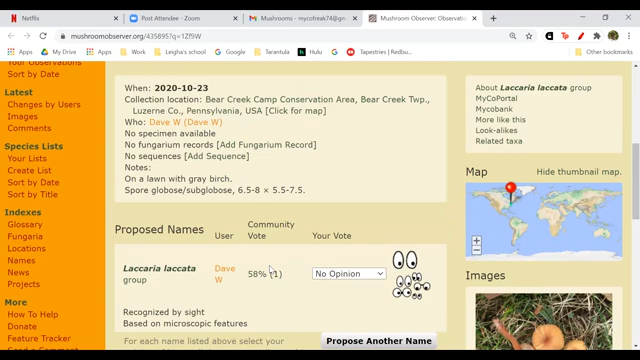 Netflix
Post Attendee - Zoom
Mushrooms - mycofreak74@gm
Mushroom Observer: Observatio
mushroomobserver.org/435895?q=1Zf9W
Apps
My Drive
YouTube
Google
Leigha's School
Tarantula
Hulu
Tapestries | Redbu...
Other bookmarks
Your Observations
Sort by Date
Latest
Changes by Users
Images
Comments
Species Lists
Your Lists
Create List
Sort by Date
Sort by Title
Indexes
Glossary
Fungaria
Locations
Names
News
Projects
More
How To Help
Donate
Feature Tracker
When: 2020-10-23
Collection location: Bear Creek Camp Conservation Area, Bear Creek Twp.,
Luzerne Co., Pennsylvania, USA [Click for map]
Who: Dave W (Dave W)
No specimen available
No fungarium records [Add Fungarium Record]
No sequences [Add Sequence]
Notes:
On a lawn with gray birch.
Spore globose/subglobose, 6.5-8 × 5.5-7.5.
Proposed Names
User
Community
Vote
Your Vote
Laccaria laccata
group
Dave
W
58% (1)
No Opinion
Recognized by sight
Based on microscopic features
For each name listed above select your
Propose Another Name
About Laccaria laccata group
MyCoPortal
Mycobank
More like this
Look-alikes
Related taxa
Map
Hide thumbnail map.
Images